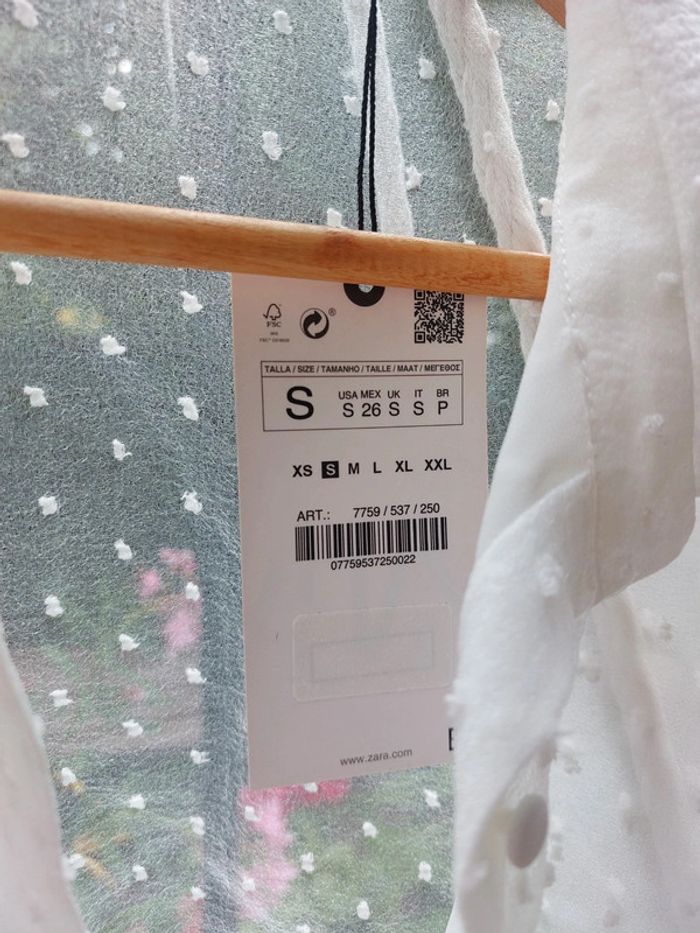 FSC
TALLA / SIZE / TAMANHO / TAILLE / MAAT / ΜΕΓΕΘΟΣ
S
USA MEX UK IT BR
S 26 S S P
XS S M L XL XXL
ART.: 7759 / 537 / 250
07759537250022
www.zara.com